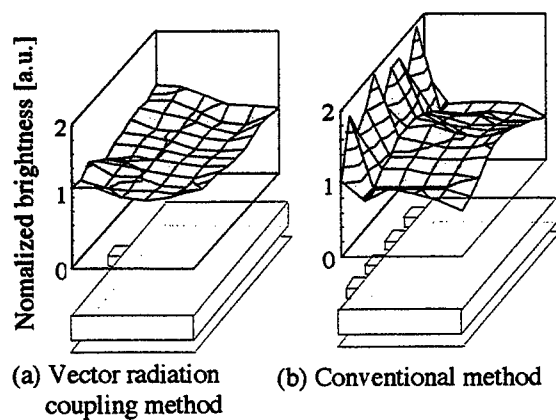 Nomalized brightness [a.u.]
2
1
0
2
1
0
(a) Vector radiation
coupling method
(b) Conventional method